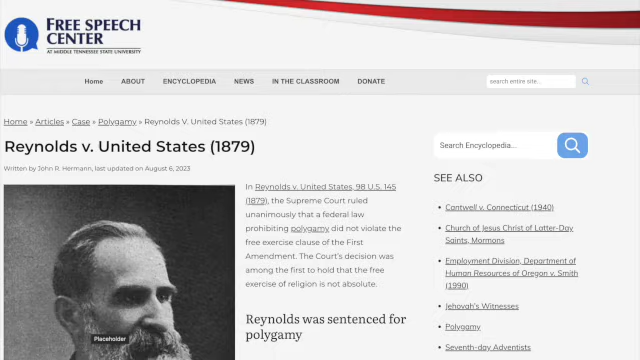 FREE SPEECH
CENTER
AT MIDDLE TENNESSEE STATE UNIVERSITY
Home ABOUT ENCYCLOPEDIA NEWS IN THE CLASSROOM DONATE search entire site...
Home » Articles » Case » Polygamy » Reynolds V. United States (1879)
Reynolds v. United States (1879)
Written by John R. Hermann, last updated on August 6, 2023
Placeholder
In Reynolds v. United States, 98 U.S. 145
(1879), the Supreme Court ruled
unanimously that a federal law
prohibiting polygamy did not violate the
free exercise clause of the First
Amendment. The Court's decision was
among the first to hold that the free
exercise of religion is not absolute.
Reynolds was sentenced for
polygamy
Search Encyclopedia...
SEE ALSO
• Cantwell v. Connecticut (1940)
• Church of Jesus Christ of Latter-Day
Saints, Mormons
• Employment Division, Department of
Human Resources of Oregon v. Smith
(1990)
• Jehovah's Witnesses
• Polygamy
• Seventh-day Adventists